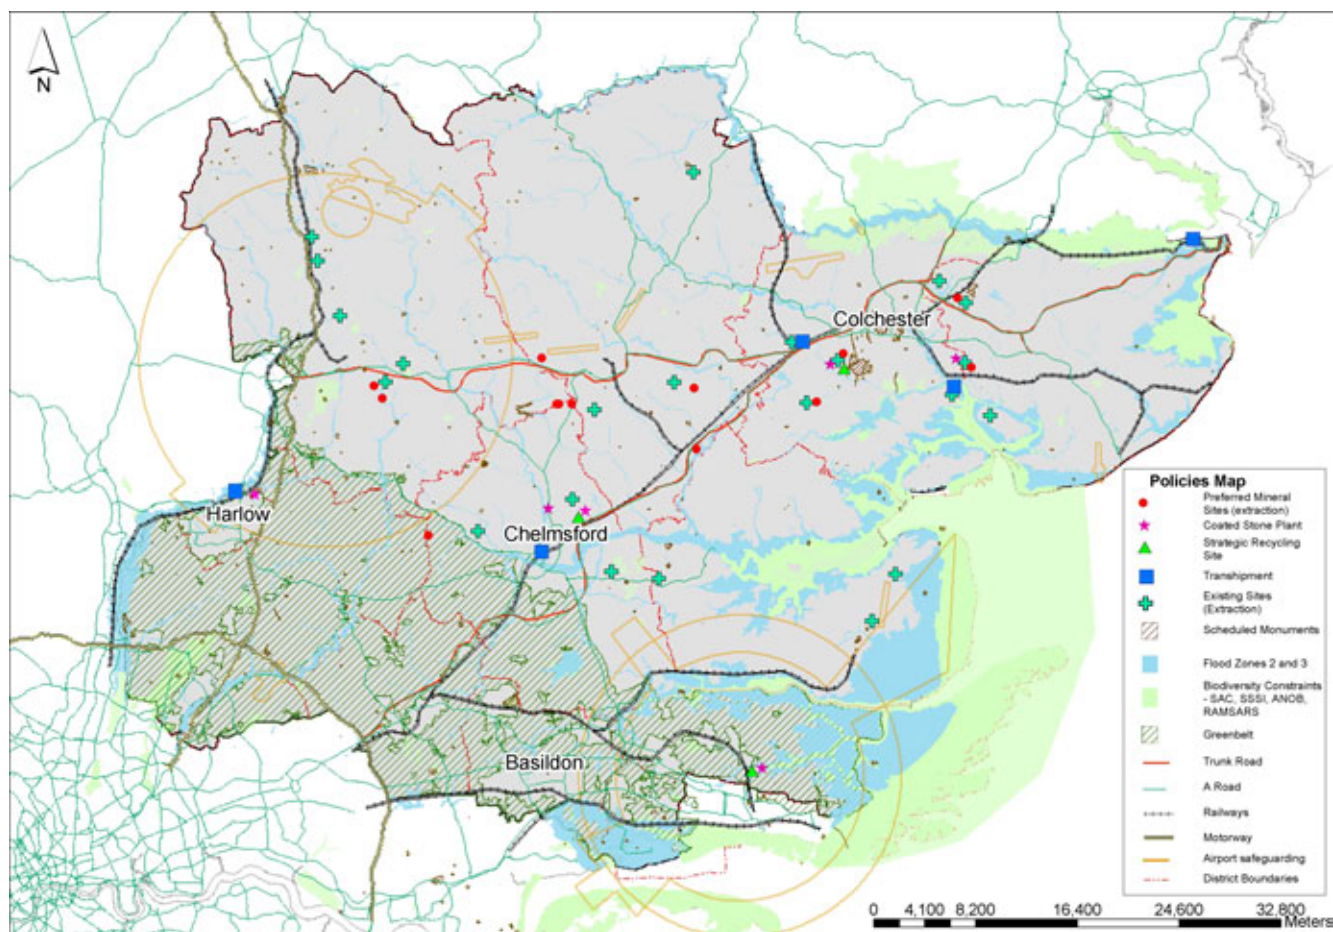 N
Colchester
Harlow
Chelmsford
Basildon
Policies Map
Preferred Mineral
Sites (extraction)
Coated Stone Plant
Strategic Recycling
Site
Transhipment
Existing Sites
(Extraction)
Scheduled Monuments
Flood Zones 2 and 3
Biodiversity Constraints
- SAC, SSSI, ANOB,
RAMSARS
Greenbelt
Trunk Road
A Road
Railways
Motorway
Airport safeguarding
District Boundaries
0 4,100 8,200 16,400 24,600 32,800
Meters